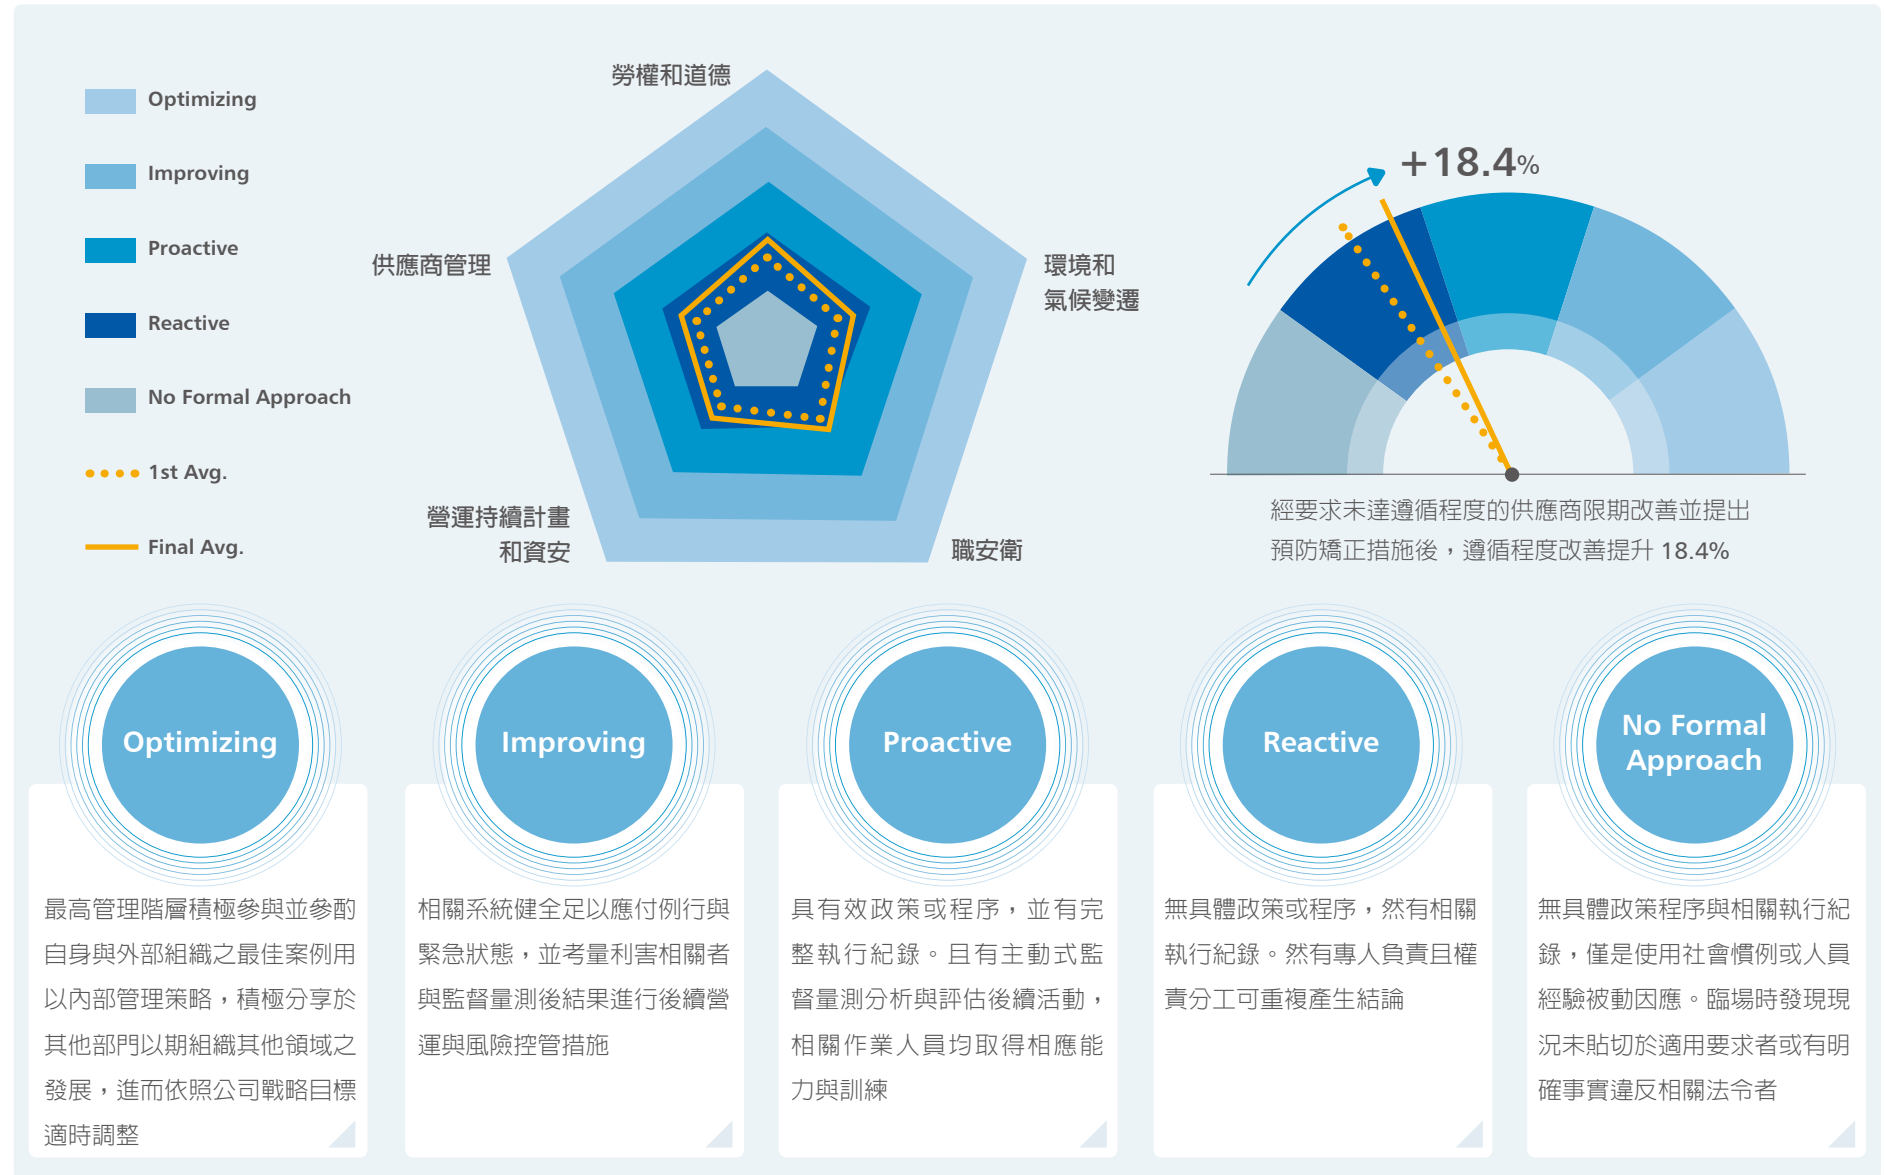 Optimizing
Improving
Proactive
Reactive
No Formal Approach
1st Avg.
Final Avg.
勞權和道德
供應商管理
環境和
氣候變遷
營運持續計畫
和資安
職安衛
+18.4%
經要求未達遵循程度的供應商限期改善並提出
預防矯正措施後，遵循程度改善提升 18.4%
Optimizing
最高管理階層積極參與並參酌
自身與外部組織之最佳案例用
以內部管理策略，積極分享於
其他部門以期組織其他領域之
發展，進而依照公司戰略目標
適時調整
Improving
相關系統健全足以應付例行與
緊急狀態，並考量利害相關者
與監督量測後結果進行後續營
運與風險控管措施
Proactive
具有效政策或程序，並有完
整執行紀錄。且有主動式監
督量測分析與評估後續活動，
相關作業人員均取得相應能
力與訓練
Reactive
無具體政策或程序，然有相關
執行紀錄。然有專人負責且權
責分工可重複產生結論
No Formal
Approach
無具體政策程序與相關執行紀
錄，僅是使用社會慣例或人員
經驗被動因應。臨場時發現現
況未貼切於適用要求者或有明
確事實違反相關法令者